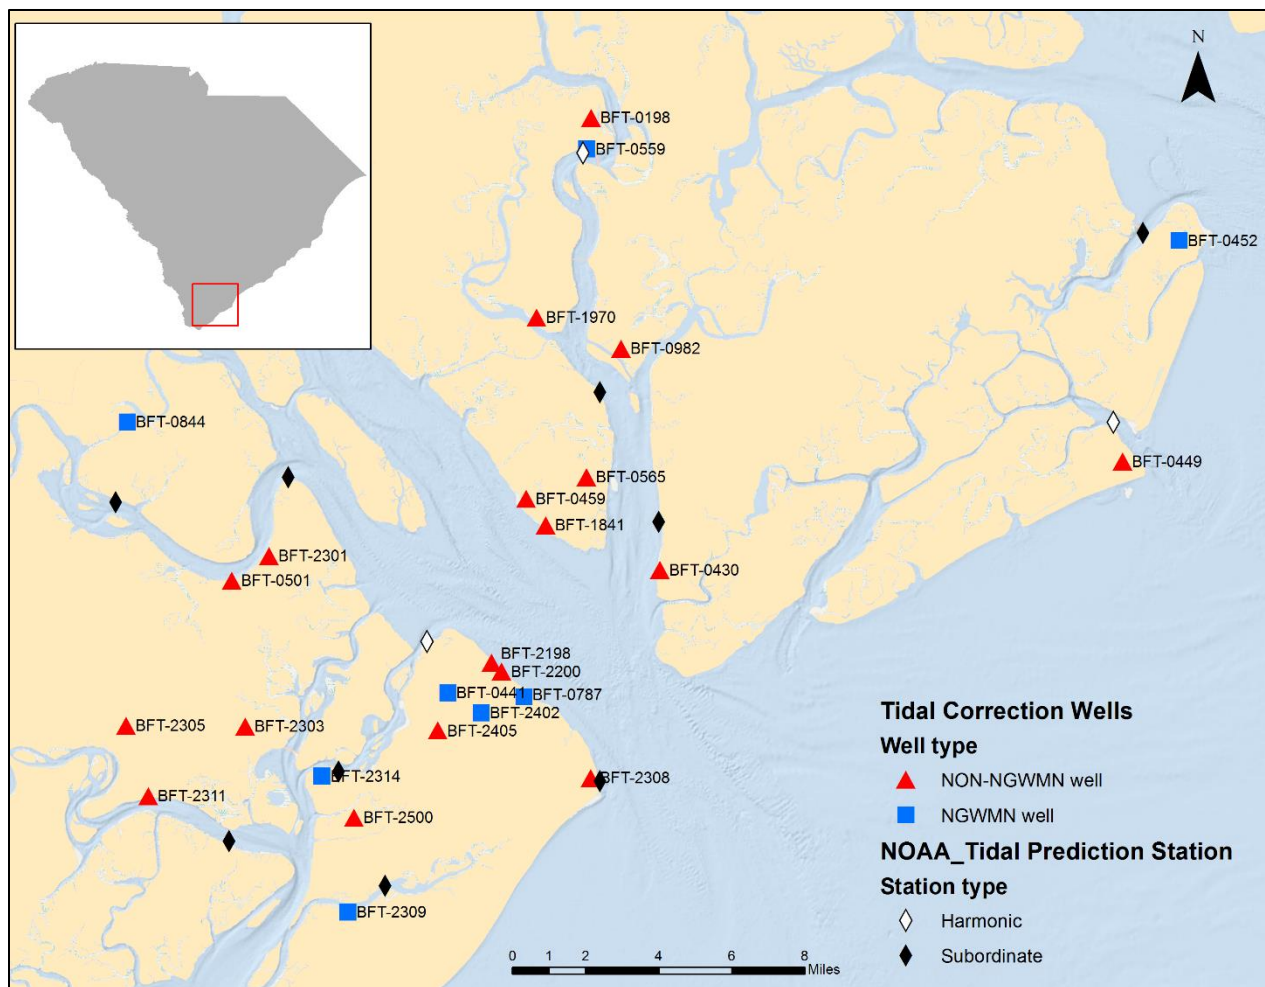 N
BFT-0198
BFT-0559
BFT-0452
BFT-1970
BFT-0982
BFT-0844
BFT-0449
BFT-0565
BFT-0459
BFT-1841
BFT-2301
BFT-0430
BFT-0501
BFT-2198
BFT-2200
BFT-0441
BFT-0787
BFT-2402
BFT-2305
BFT-2303
BFT-2405
BFT-2314
BFT-2308
BFT-2311
BFT-2500
BFT-2309
Tidal Correction Wells
Well type
NON-NGWMN well
NGWMN well
NOAA_Tidal Prediction Station
Station type
Harmonic
Subordinate
0 1 2 4 6 8
Miles